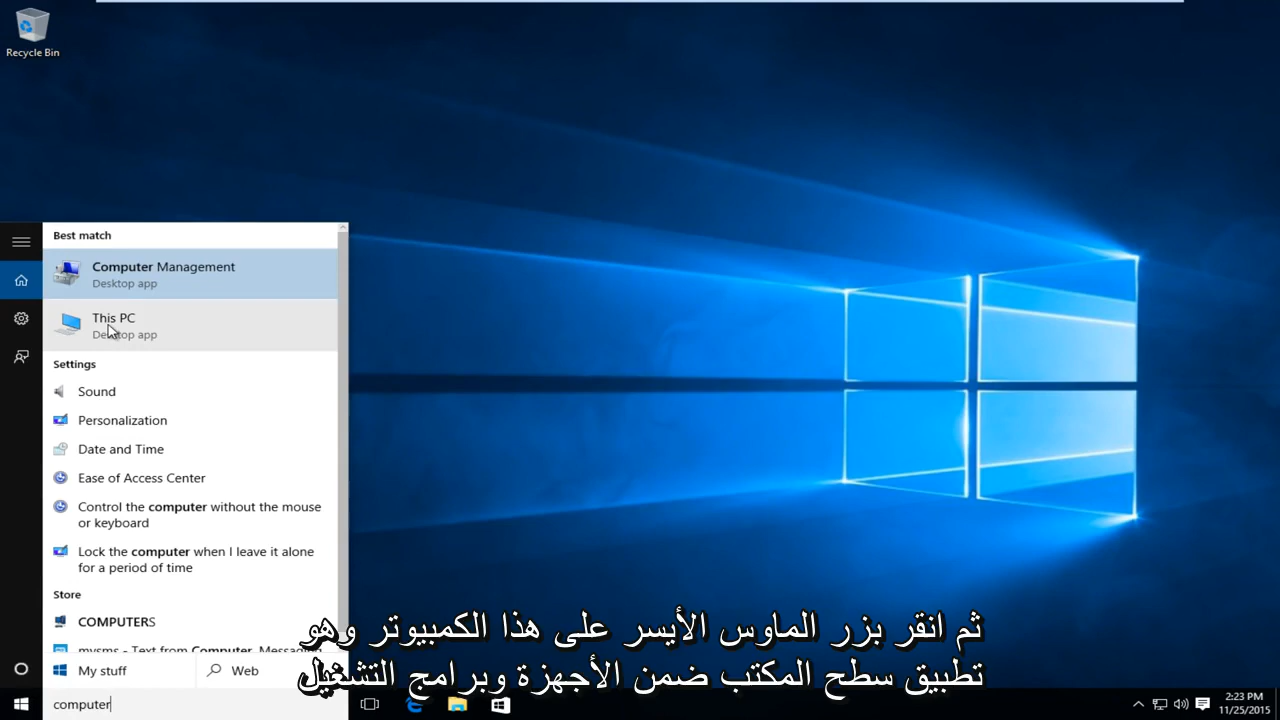 Recycle Bin
Best match
Computer Management
Desktop app
This PC
Desktop app
Settings
Sound
Personalization
Date and Time
Ease of Access Center
Control the computer without the mouse
or keyboard
Lock the computer when I leave it alone
for a period of time
Store
COMPUTERS
mysms - Text from Computer, Messaging
ثم انقر بزر الماوس الأيسر على هذا الكمبيوتر وهو
تطبيق سطح المكتب ضمن الأجهزة وبرامج التشغيل
My stuff
Web
computer
2:23 PM
11/25/2015